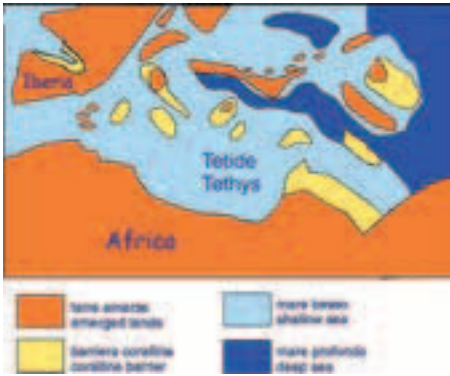 Iberia
Tetide
Tethys
Africa
terre emerse
emerged lands
mare basso
shallow sea
barriera corallina
coralline barrier
mare profondo
deep sea